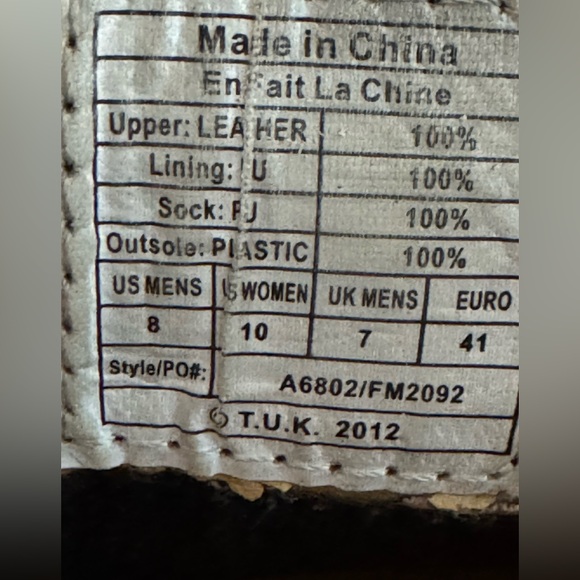 Made in China
En Fait La Chine
Upper: LEATHER 100%
Lining: PU 100%
Sock: PU 100%
Outsole: PLASTIC 100%
US MENS US WOMEN UK MENS EURO
8 10 7 41
Style/PO#: A6802/FM2092
© T.U.K. 2012